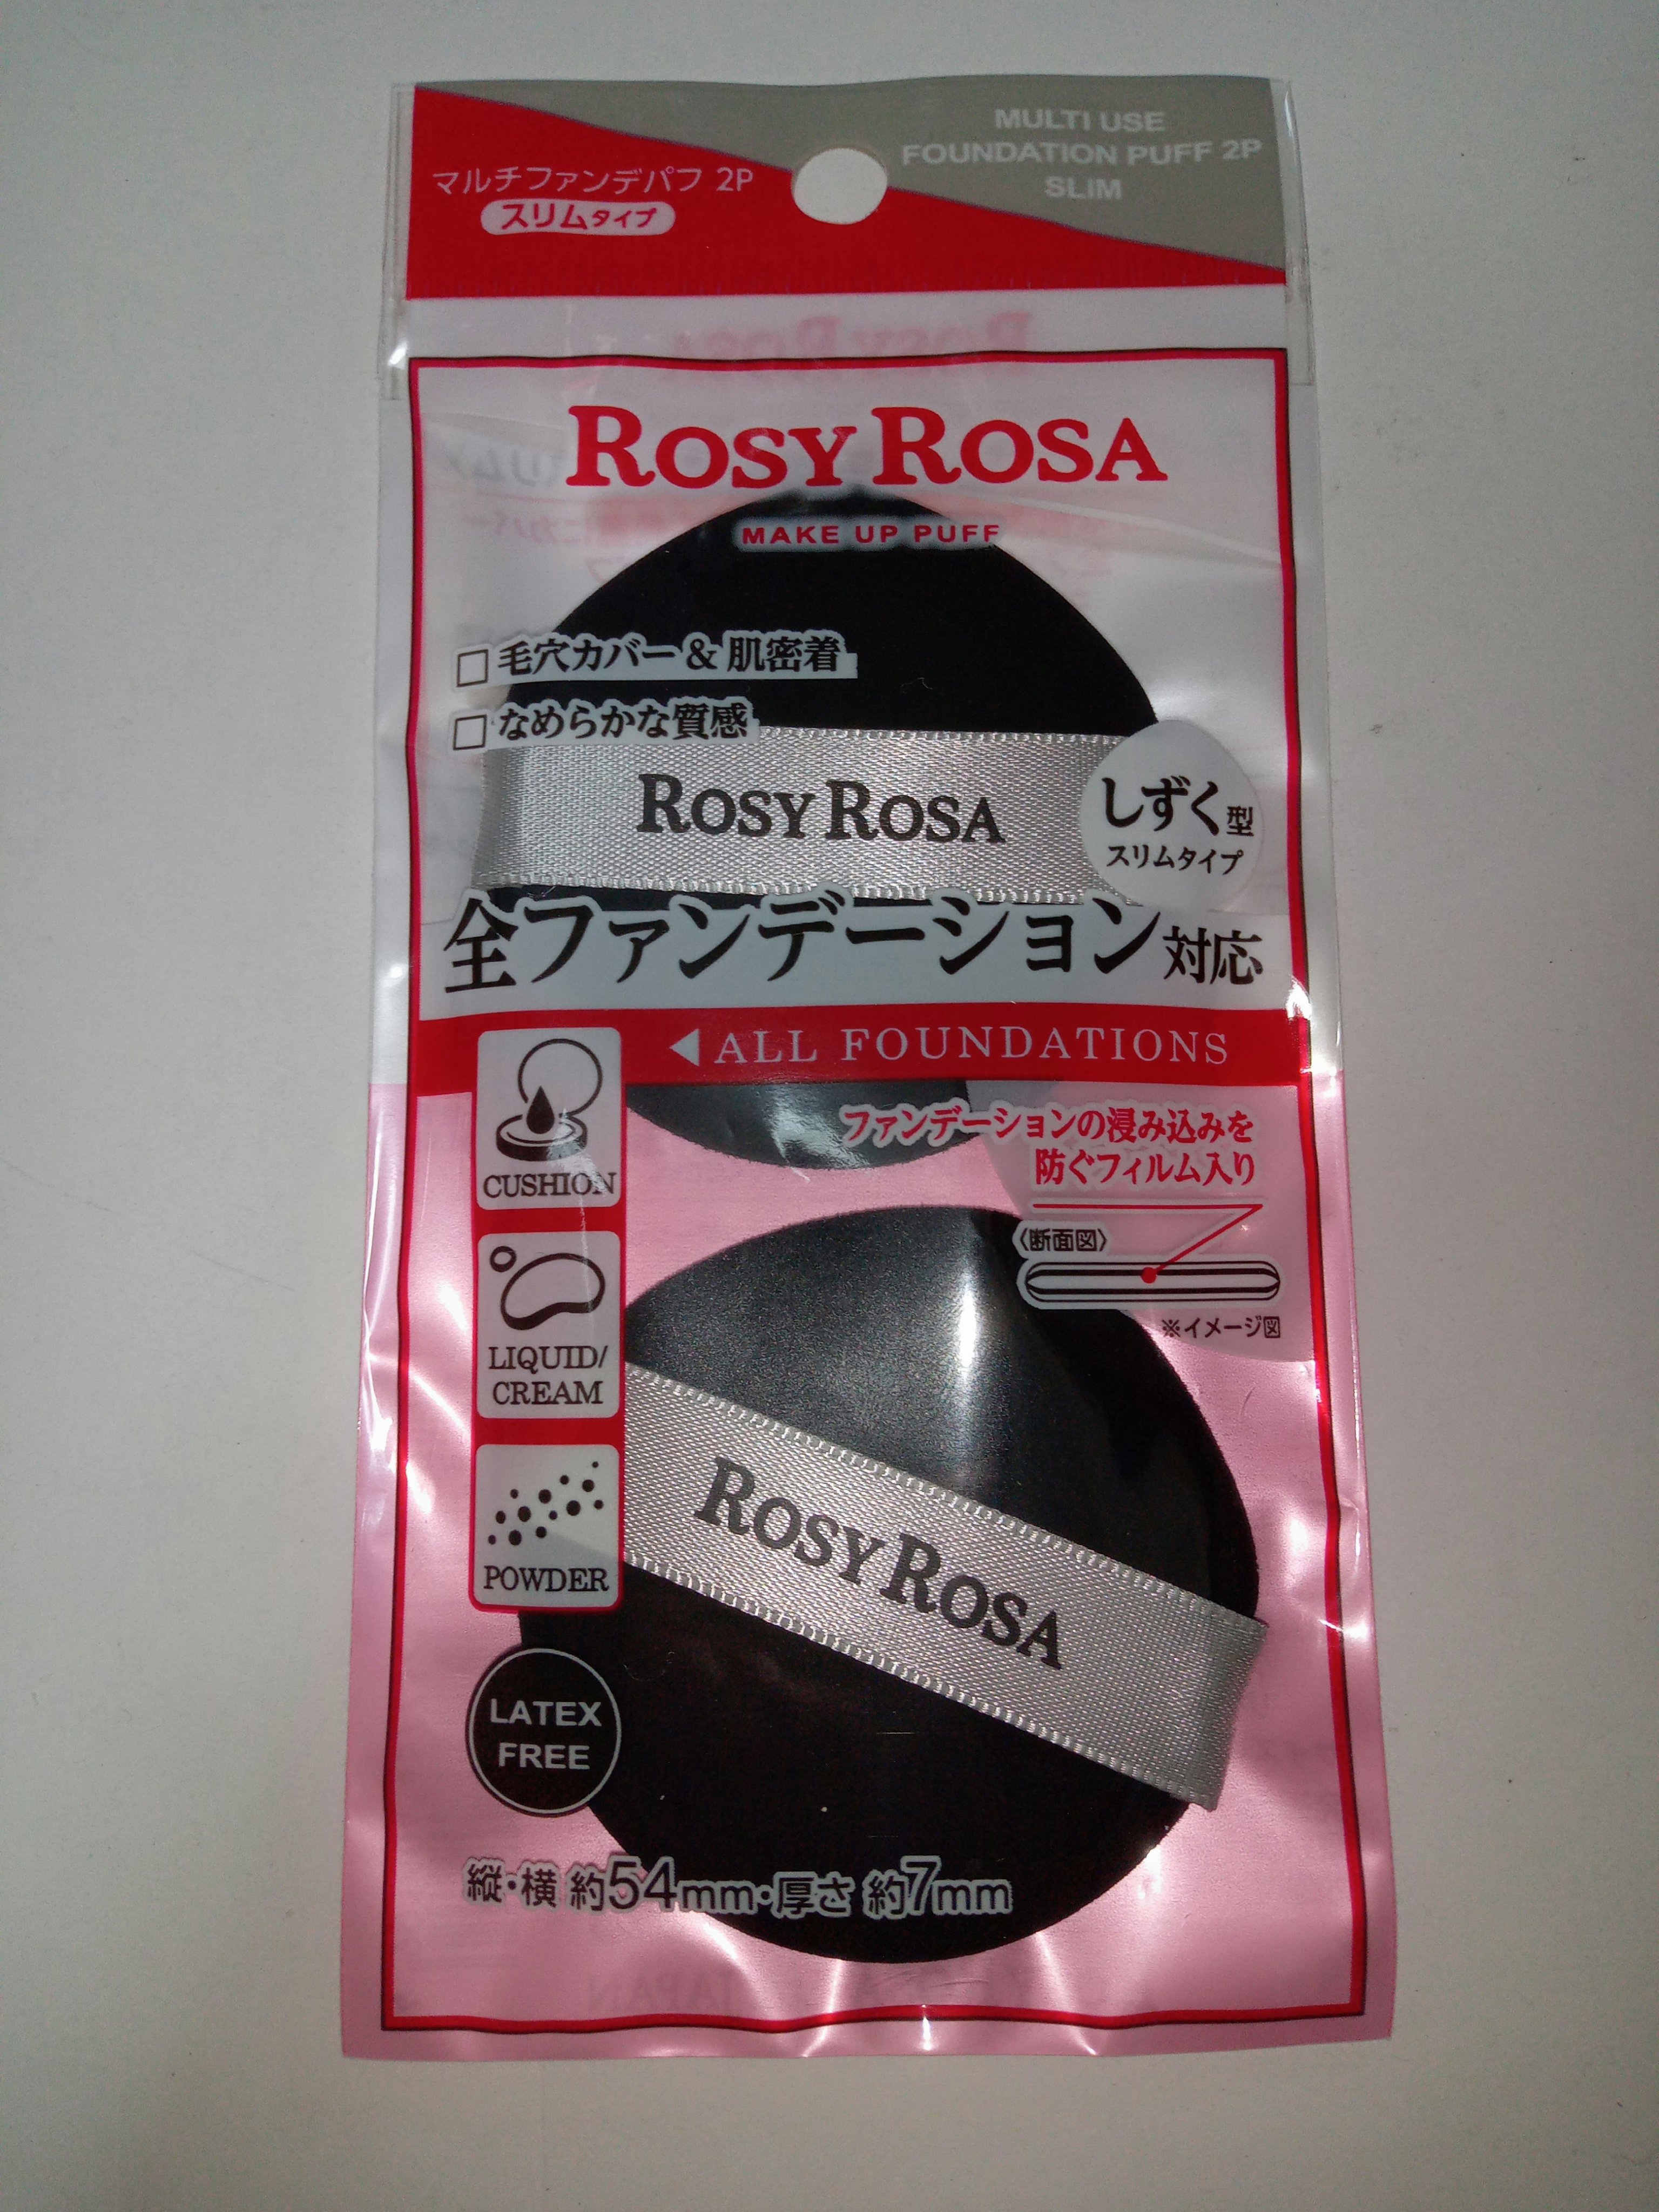 マルチファンデパフ 2P
スリムタイプ
MULTI USE
FOUNDATION PUFF 2P
SLIM
ROSY ROSA
MAKE UP PUFF
□ 毛穴カバー & 肌密着
□ なめらかな質感
ROSY ROSA
しずく型
スリムタイプ
全ファンデーション対応
◀ALL FOUNDATIONS
CUSHION
ファンデーションの浸み込みを
防ぐフィルム入り
〈断面図〉
※イメージ図
LIQUID/
CREAM
POWDER
ROSY ROSA
LATEX
FREE
縦・横 約54mm・厚さ 約7mm